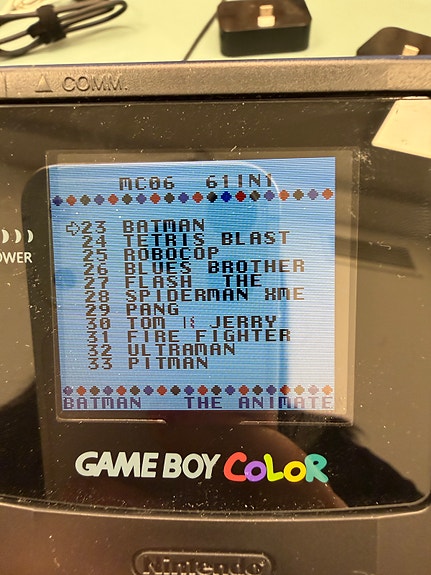 △ COMM.
MC06 61IN1
⇨23 BATMAN
24 TETRIS BLAST
25 ROBOCOP
26 BLUES BROTHER
27 FLASH THE
28 SPIDERMAN XME
29 PANG
30 TOM & JERRY
31 FIRE FIGHTER
32 ULTRAMAN
33 PITMAN
BATMAN THE ANIMATE
OWER
GAME BOY COLOR
Nintendo